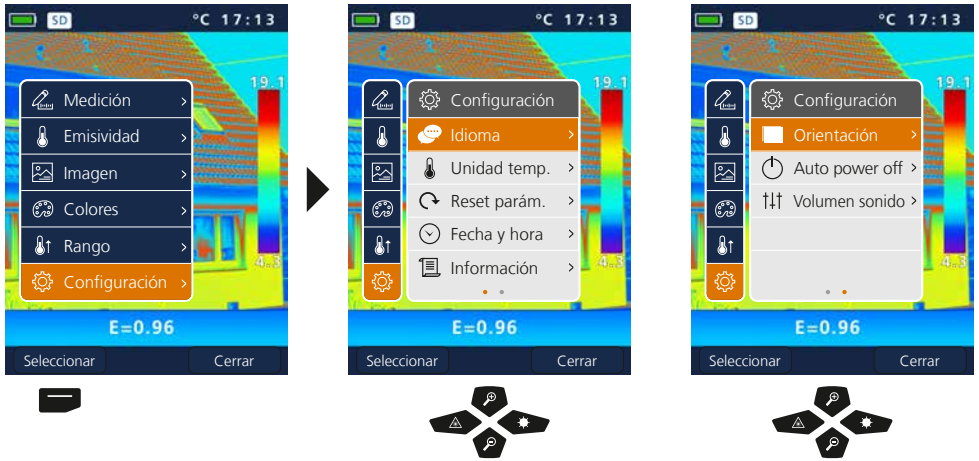 SD °C 17:13
19.1
Medición
Emisividad
Imagen
Colores
Rango
Configuración
E=0.96
Seleccionar Cerrar
SD °C 17:13
19.1
Configuración
Idioma
Unidad temp.
Reset parám.
Fecha y hora
Información
4.3
E=0.96
Seleccionar Cerrar
SD °C 17:13
19.1
Configuración
Orientación
Auto power off
Volumen sonido
4.3
E=0.96
Seleccionar Cerrar